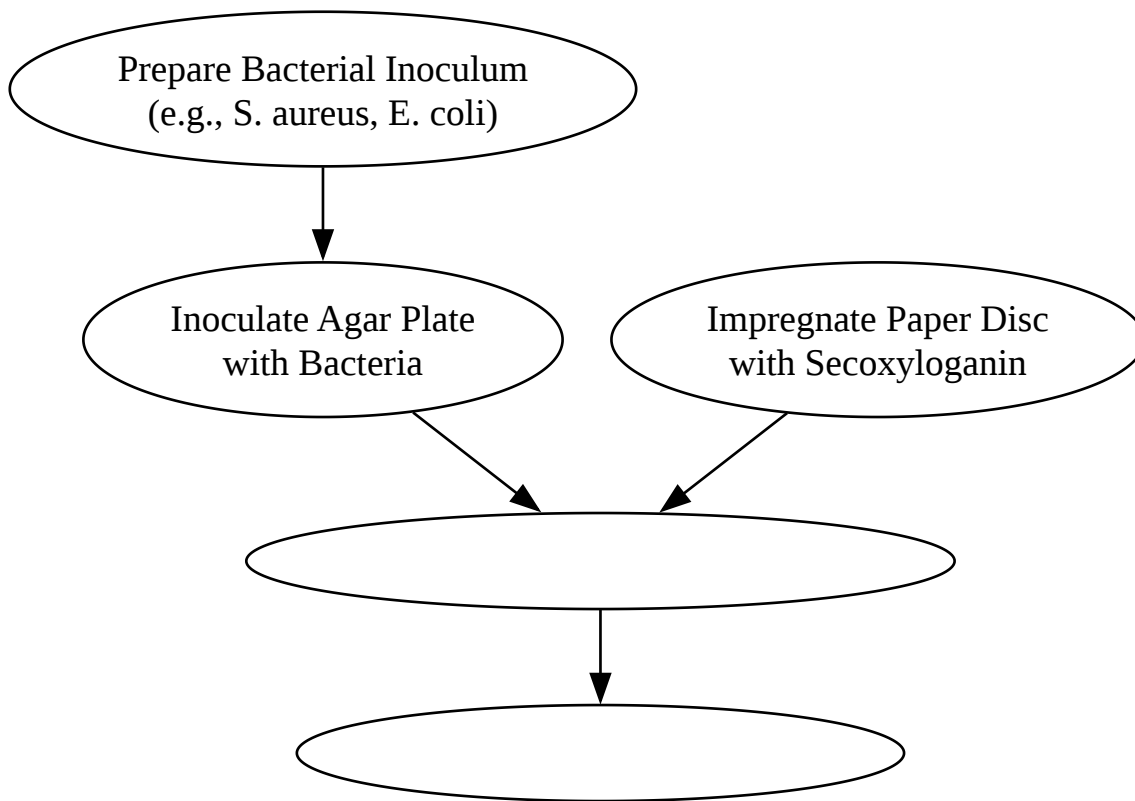 Prepare Bacterial Inoculum
(e.g., S. aureus, E. coli)
Inoculate Agar Plate
with Bacteria
Impregnate Paper Disc
with Secoxyloganin